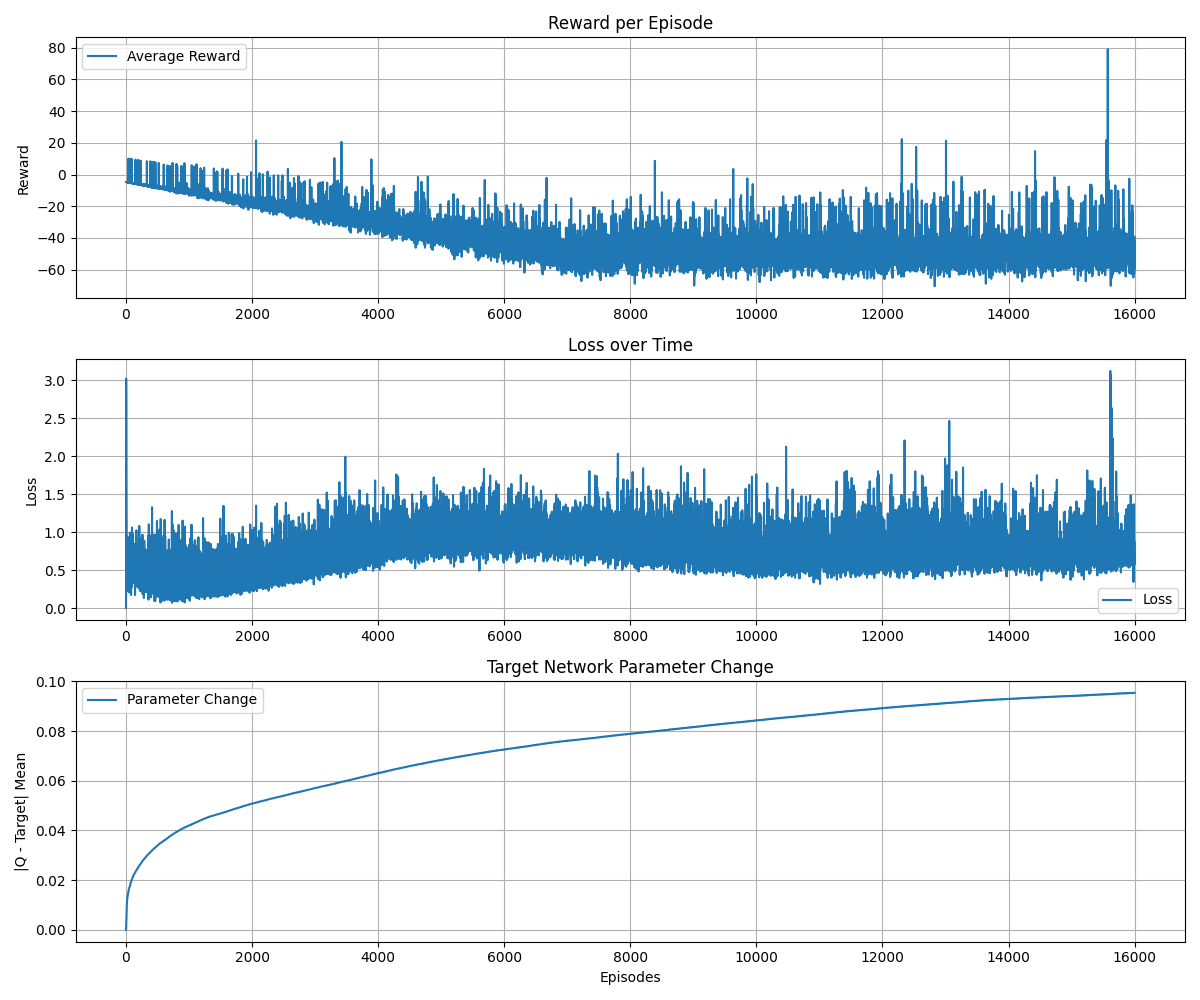 Reward per Episode
Average Reward
Reward
80
60
40
20
0
−20
−40
−60
0 2000 4000 6000 8000 10000 12000 14000 16000
Loss over Time
Loss
3.0
2.5
2.0
1.5
1.0
0.5
0.0
Loss
0 2000 4000 6000 8000 10000 12000 14000 16000
Target Network Parameter Change
Parameter Change
|Q - Target| Mean
0.10
0.08
0.06
0.04
0.02
0.00
0 2000 4000 6000 8000 10000 12000 14000 16000
Episodes